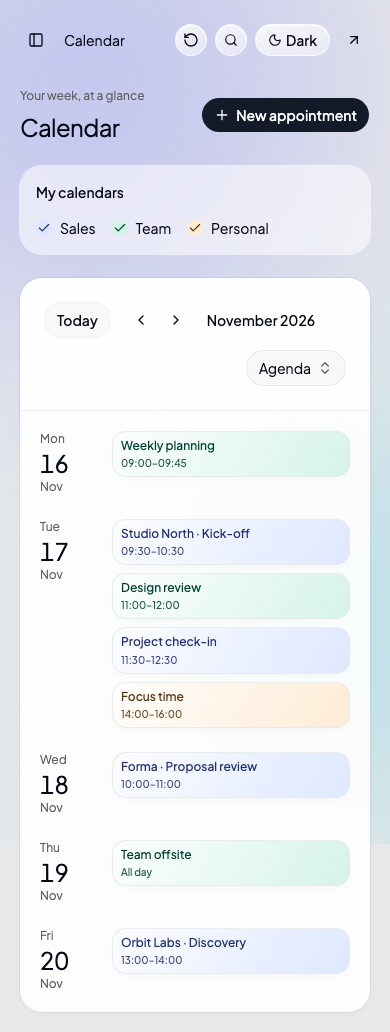 Calendar
Dark
Your week, at a glance
Calendar
New appointment
My calendars
Sales
Team
Personal
Today
November 2026
Agenda
Mon
16
Nov
Weekly planning
09:00–09:45
Tue
17
Nov
Studio North · Kick-off
09:30–10:30
Design review
11:00–12:00
Project check-in
11:30–12:30
Focus time
14:00–16:00
Wed
18
Nov
Forma · Proposal review
10:00–11:00
Thu
19
Nov
Team offsite
All day
Fri
20
Nov
Orbit Labs · Discovery
13:00–14:00